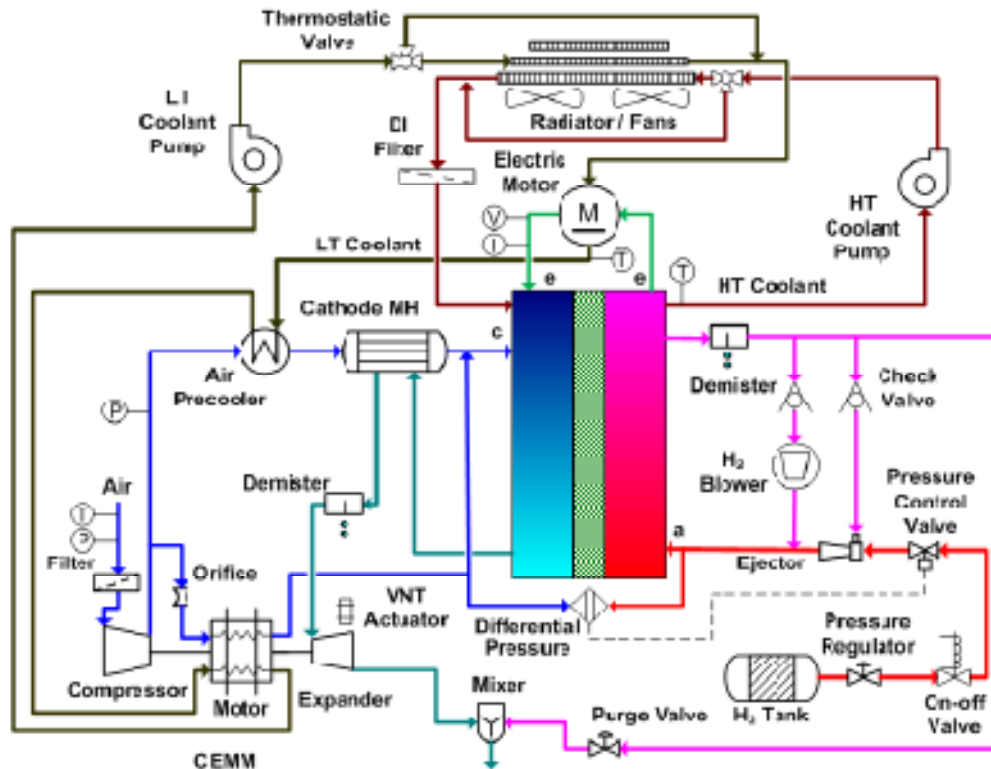 Thermostatic
Valve
LT
Coolant
Pump
DI
Filter
Radiator / Fans
Electric
Motor
M
V
I
T
LT Coolant
T
HT Coolant
HT
Coolant
Pump
e
e
Cathode MH
c
Air
Precooler
P
Demister
Check
Valve
H₂
Blower
Pressure
Control
Valve
Air
T
P
Filter
Demister
a
Ejector
Orifice
VNT
Actuator
Differential
Pressure
Pressure
Regulator
Compressor
Motor
Expander
Mixer
H₂ Tank
On-off
Valve
Purge Valve
CEMM